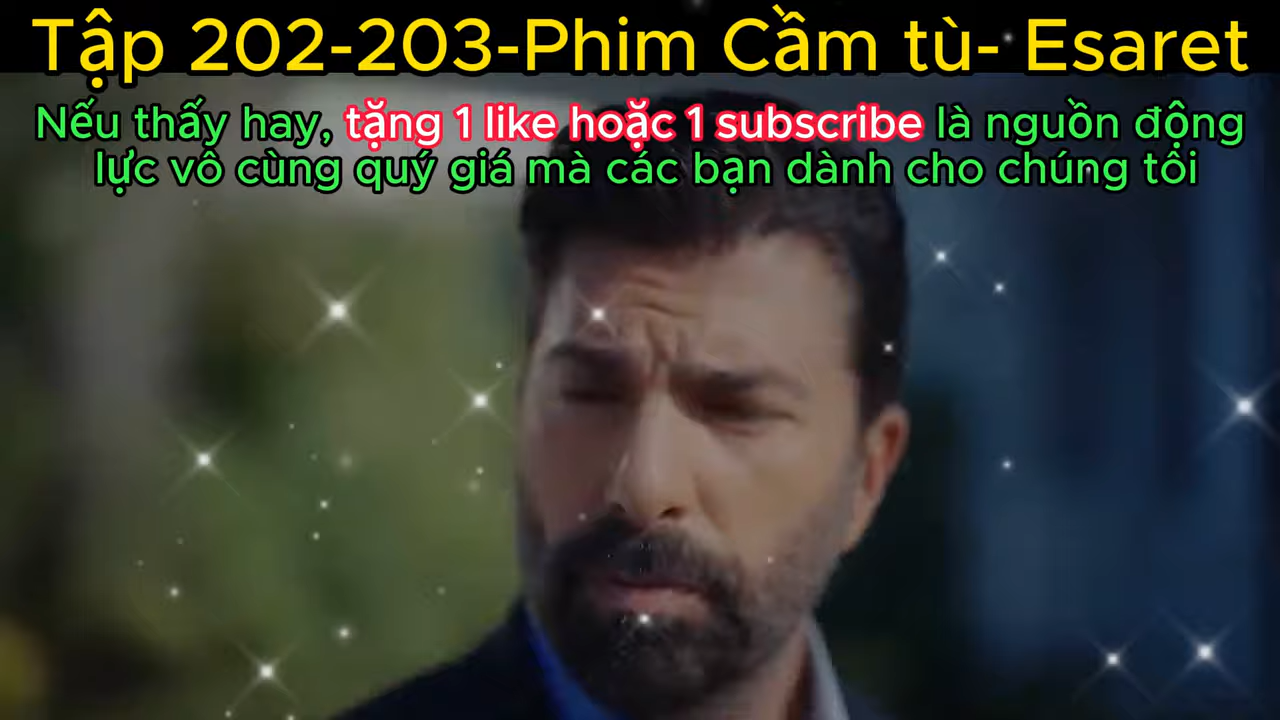 Tập 202-203-Phim Cầm tù- Esaret
Nếu thấy hay, tặng 1 like hoặc 1 subscribe là nguồn động
lực vô cùng quý giá mà các bạn dành cho chúng tôi